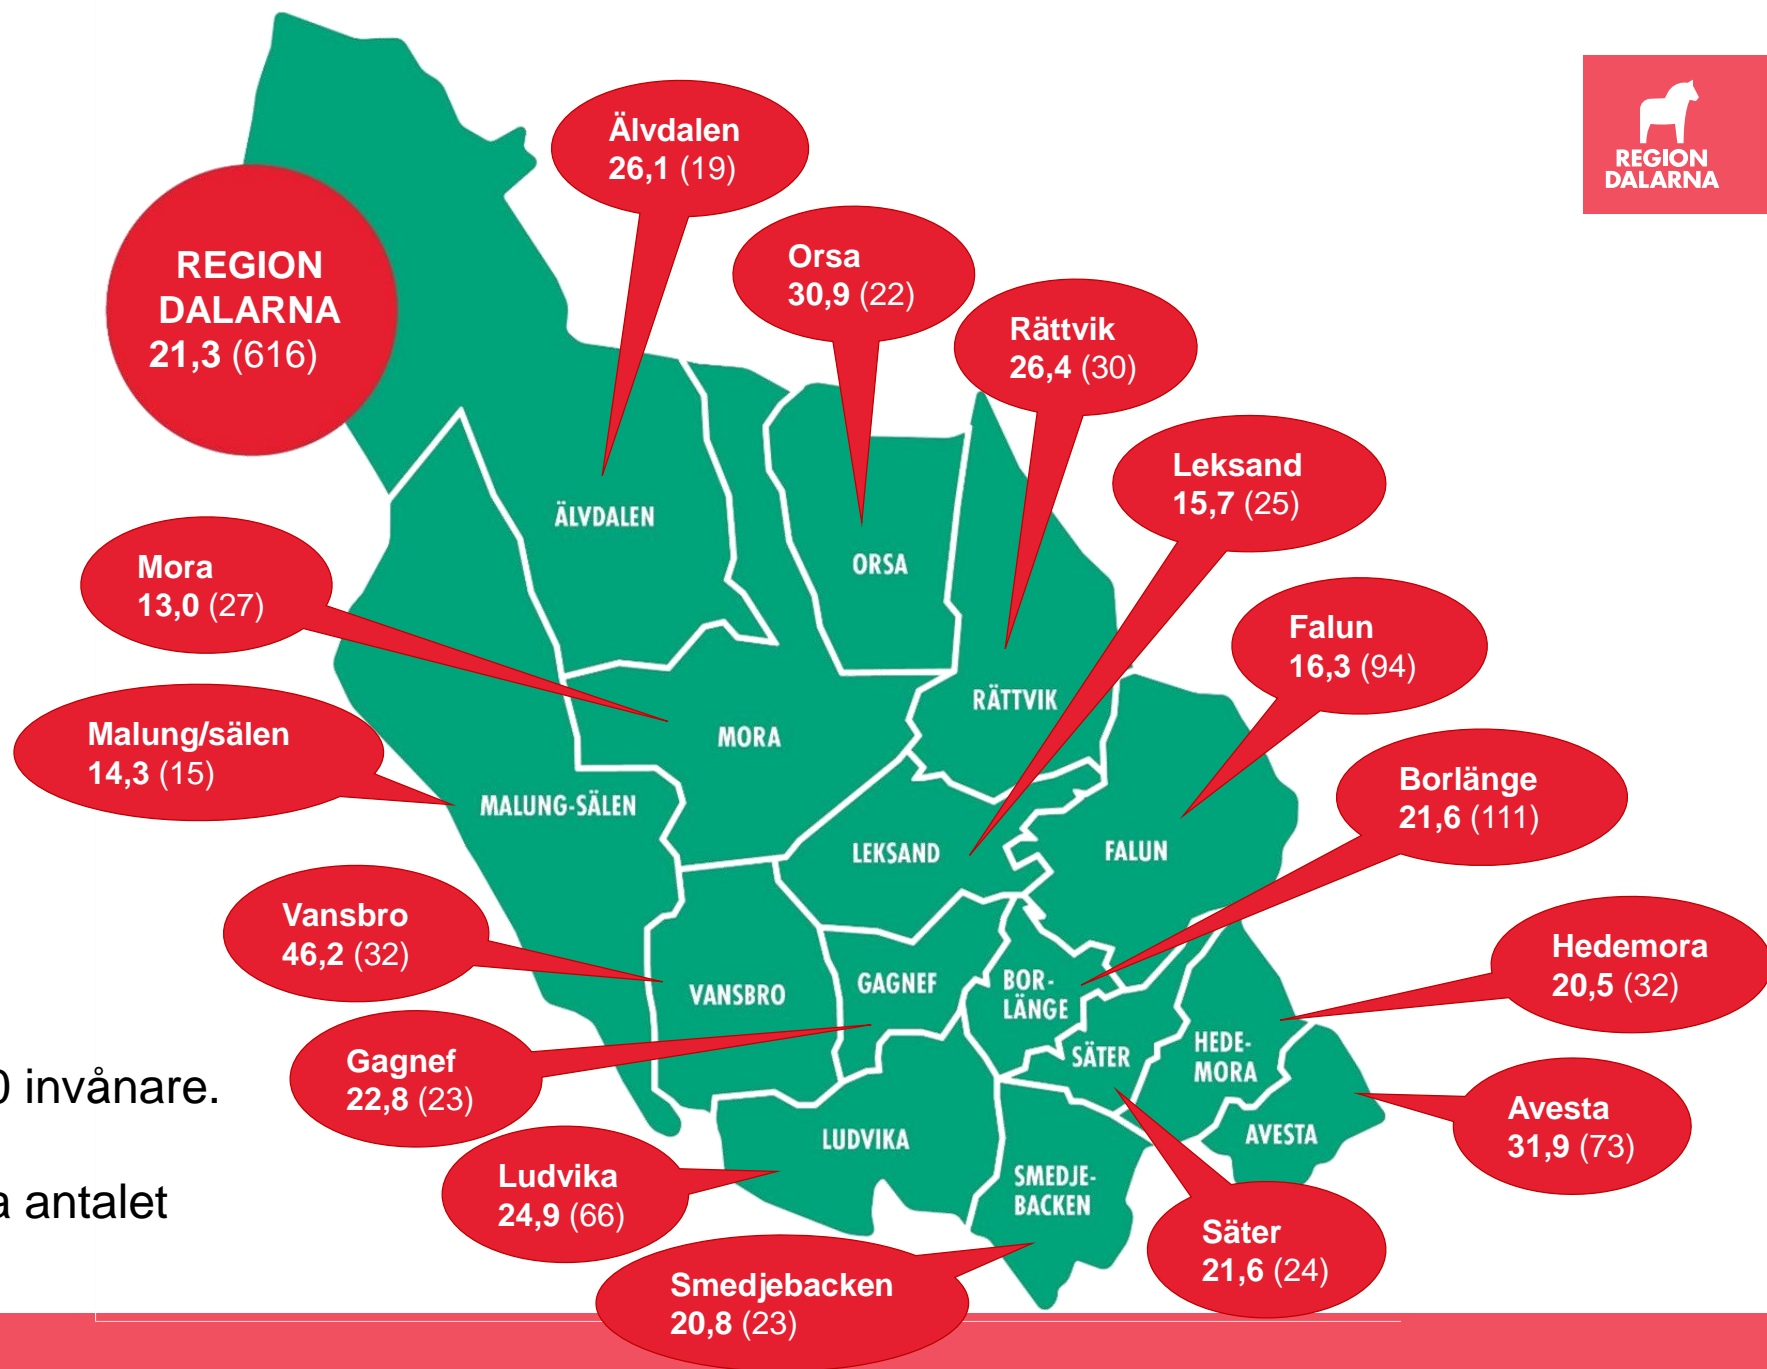 REGION
DALARNA
Älvdalen
26,1 (19)
REGION
DALARNA
21,3 (616)
Orsa
30,9 (22)
Rättvik
26,4 (30)
Leksand
15,7 (25)
Mora
13,0 (27)
Falun
16,3 (94)
Malung/sälen
14,3 (15)
Borlänge
21,6 (111)
Vansbro
46,2 (32)
Hedemora
20,5 (32)
Gagnef
22,8 (23)
Avesta
31,9 (73)
Ludvika
24,9 (66)
Säter
21,6 (24)
Smedjebacken
20,8 (23)
ÄLVDALEN
ORSA
RÄTTVIK
MORA
MALUNG-SÄLEN
LEKSAND
FALUN
VANSBRO
GAGNEF
BOR-
LÄNGE
SÄTER
HEDE-
MORA
AVESTA
LUDVIKA
SMEDJE-
BACKEN
0 invånare.
a antalet